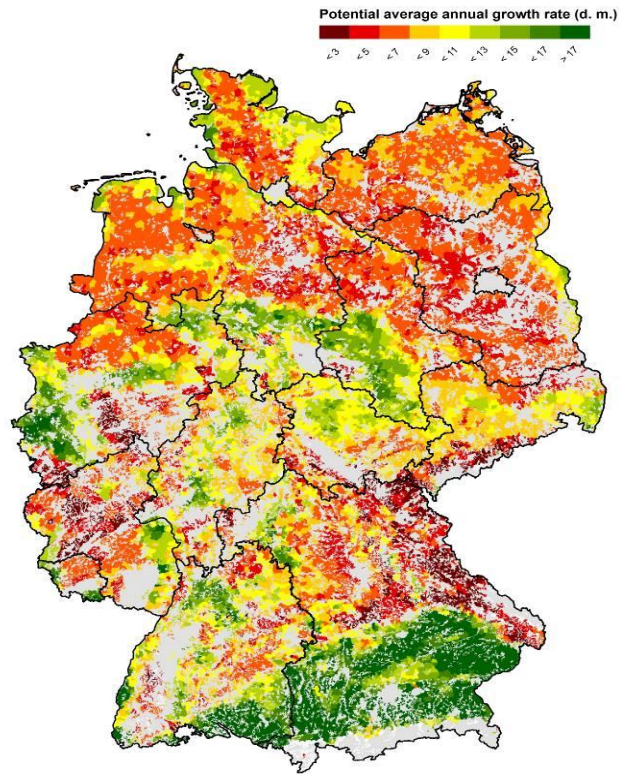 Potential average annual growth rate (d. m.)
< 3 < 5 < 7 < 9 < 11 < 13 < 15 < 17 > 17